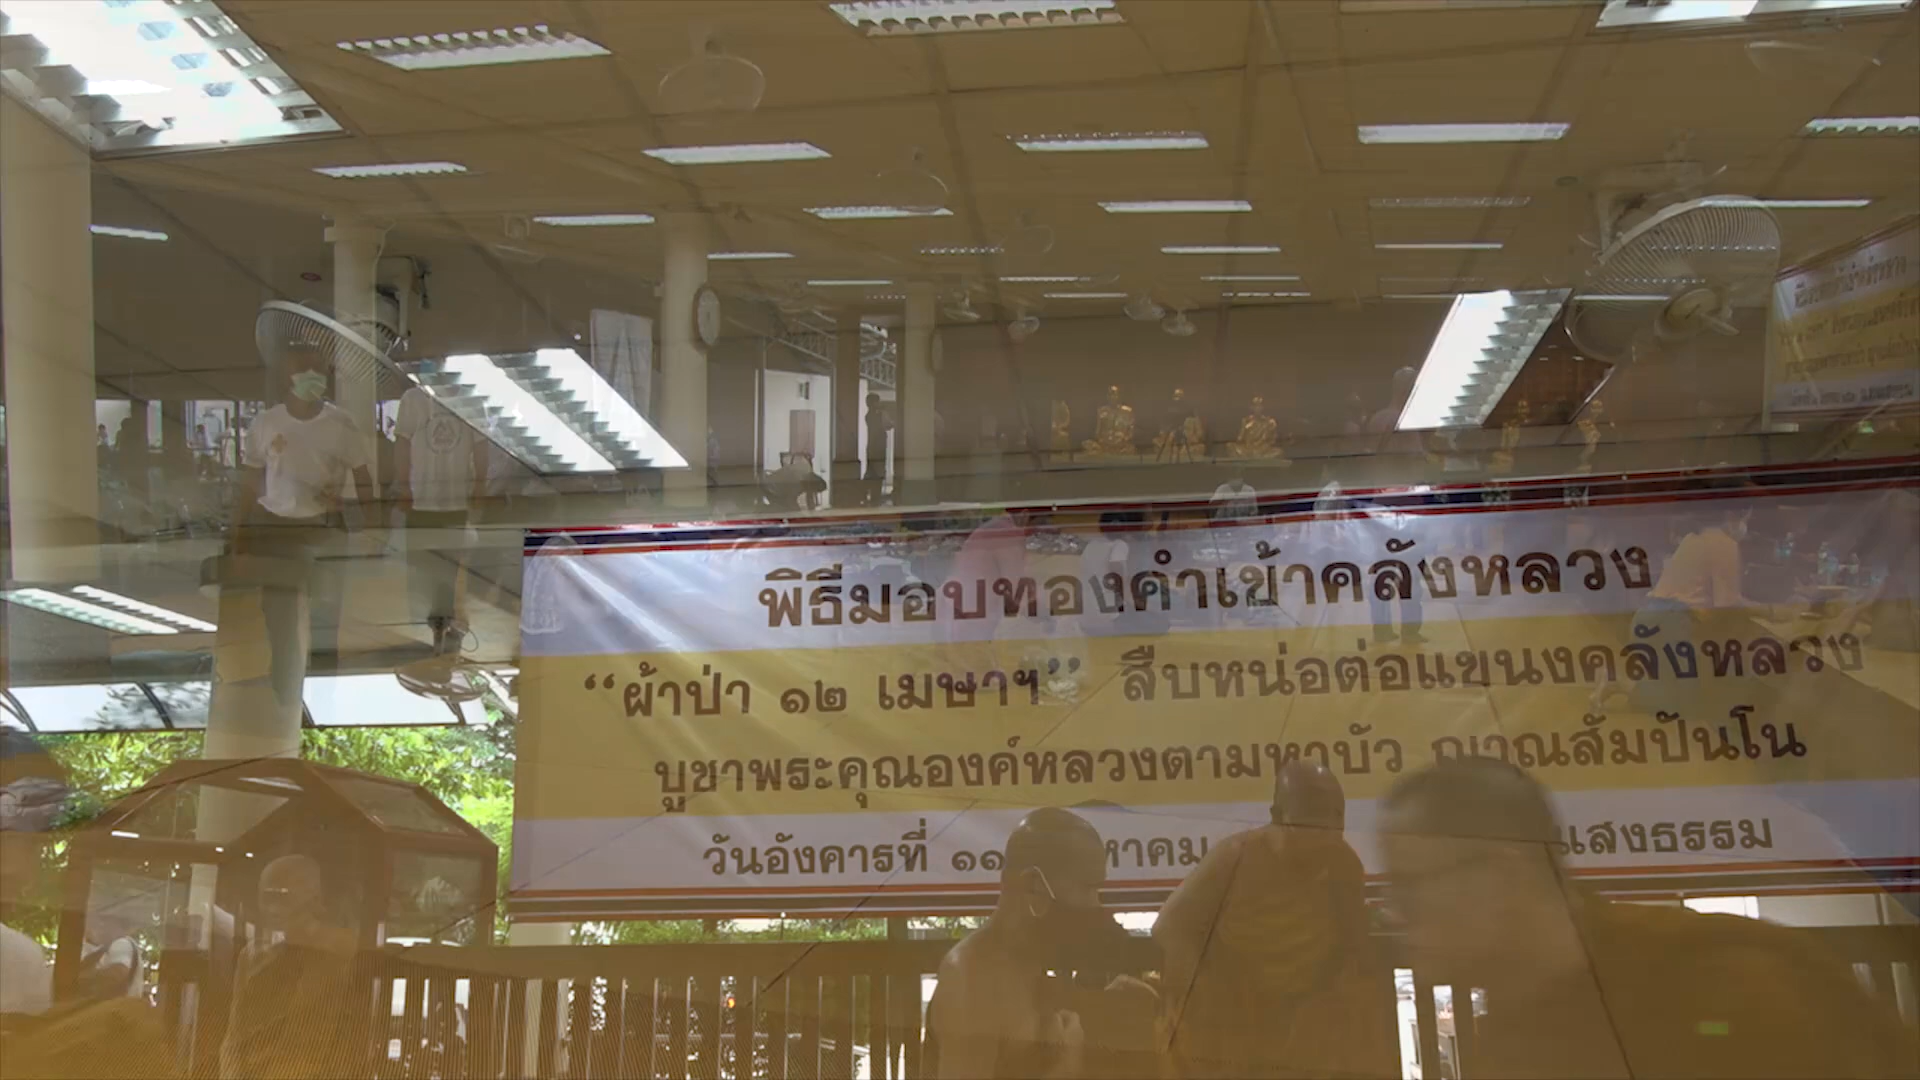 พิธีมอบทองคำเข้าคลังหลวง
“ผ้าป่า ๑๒ เมษาฯ” สืบหน่อต่อแขนงคลังหลวง
บูชาพระคุณองค์หลวงตามหาบัว ญาณสัมปันโน
วันอังคารที่ ๑๑ หาคม แสงธรรม